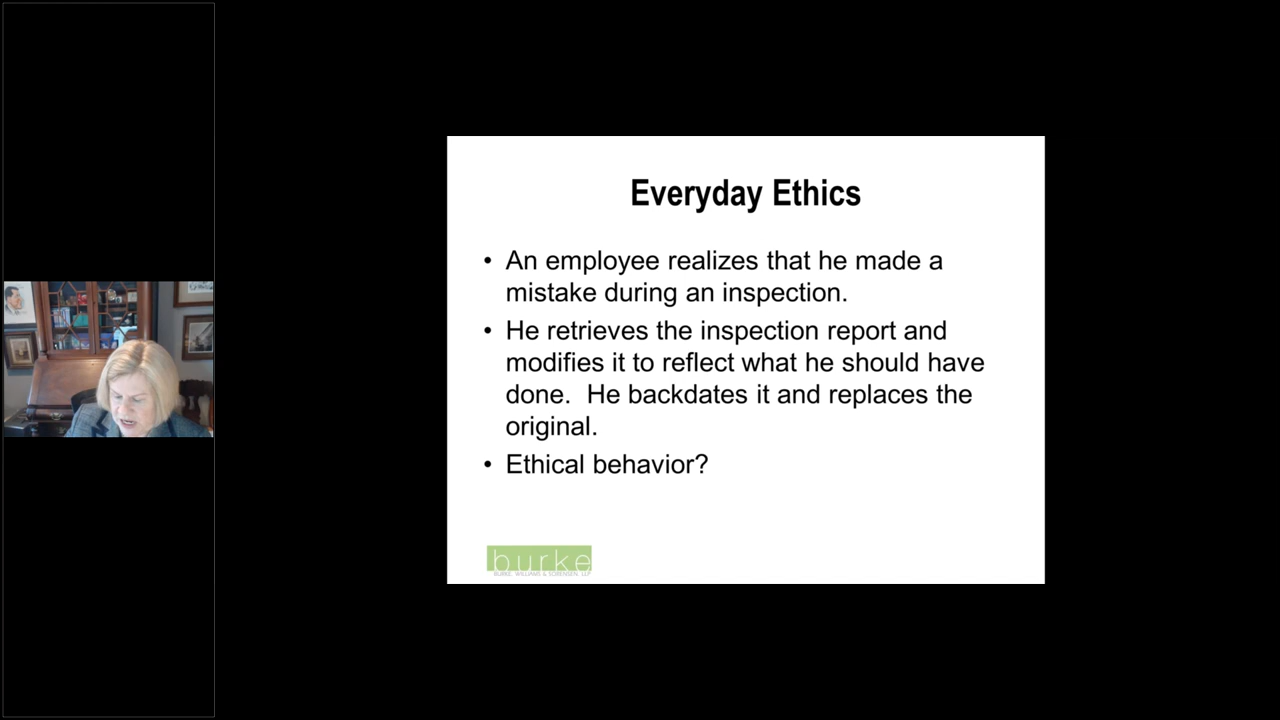 Everyday Ethics
• An employee realizes that he made a
mistake during an inspection.
• He retrieves the inspection report and
modifies it to reflect what he should have
done.  He backdates it and replaces the
original.
• Ethical behavior?
burke
BURKE, WILLIAMS & SORENSEN, LLP